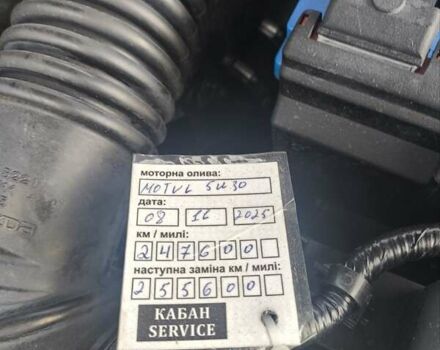 моторна олива:
MOTUL 5W30
дата:
08 16 2025
км / милі:
247600
наступна заміна км / милі:
255600
КАБАН
SERVICE